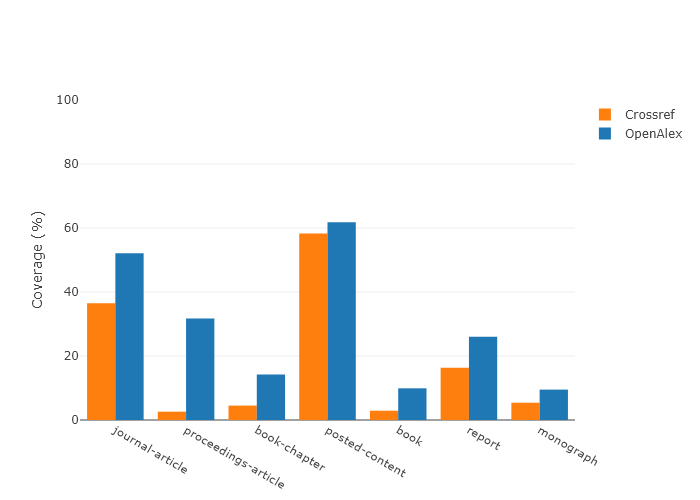 100
80
60
40
20
0
Coverage (%)
Crossref
OpenAlex
journal-article
proceedings-article
book-chapter
posted-content
book
report
monograph